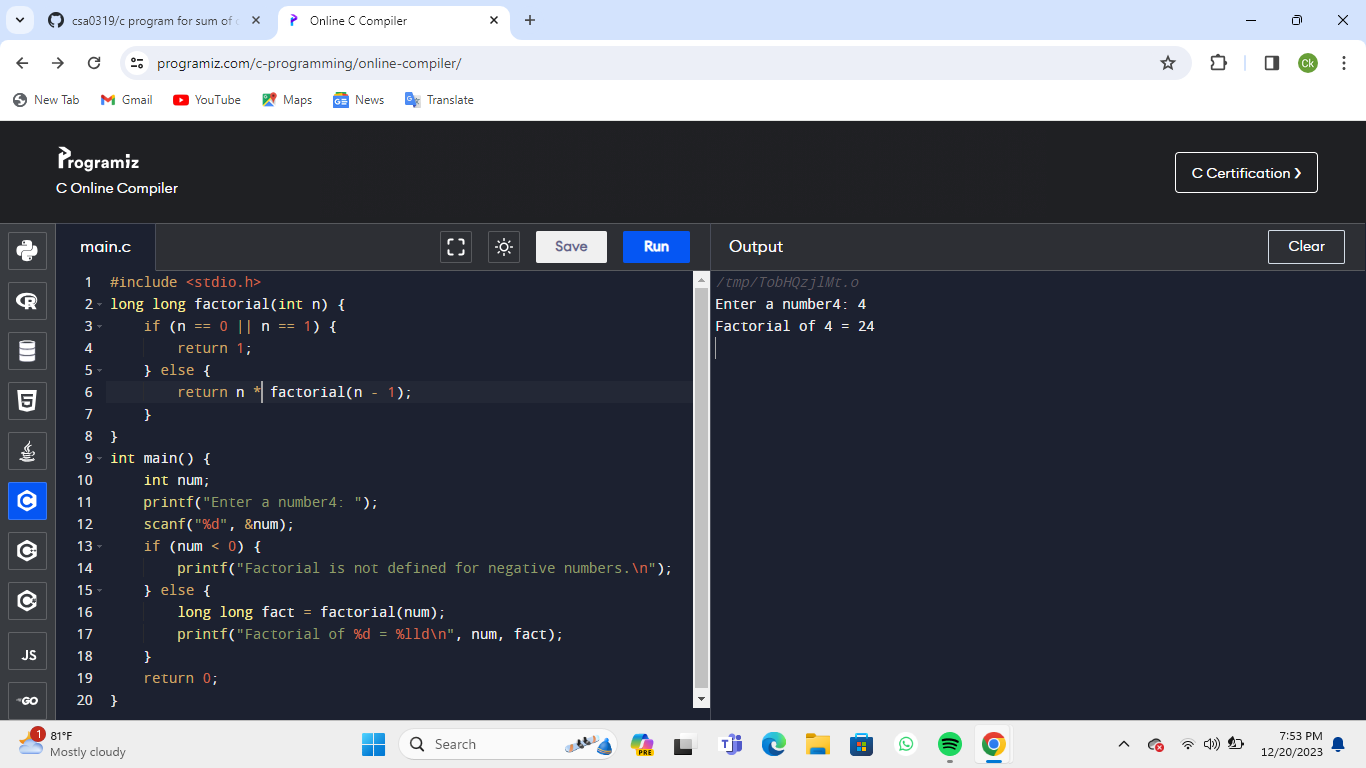 csa0319/c program for sum of
Online C Compiler
programiz.com/c-programming/online-compiler/
Ck
New Tab
Gmail
YouTube
Maps
News
Translate
Programiz
C Online Compiler
C Certification ❯
main.c
Save
Run
Output
Clear
1 #include <stdio.h>
2 long long factorial(int n) {
3     if (n == 0 || n == 1) {
4         return 1;
5     } else {
6         return n * factorial(n - 1);
7     }
8 }
9 int main() {
10     int num;
11     printf("Enter a number4: ");
12     scanf("%d", &num);
13     if (num < 0) {
14         printf("Factorial is not defined for negative numbers.\n");
15     } else {
16         long long fact = factorial(num);
17         printf("Factorial of %d = %lld\n", num, fact);
18     }
19     return 0;
20 }
/tmp/TobHQzjlMt.o
Enter a number4: 4
Factorial of 4 = 24
JS
GO
1
81°F
Mostly cloudy
Search
PRE
7:53 PM
12/20/2023